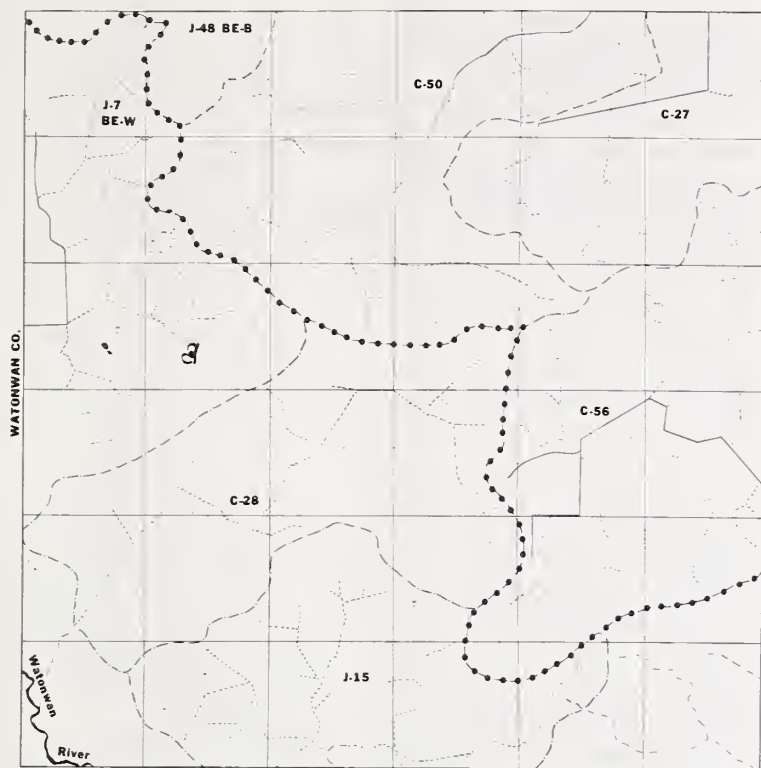 J-48 BE-B
C-50
J-7
BE-W
C-27
WATONWAN CO.
C-56
C-28
J-15
Watonwan
River